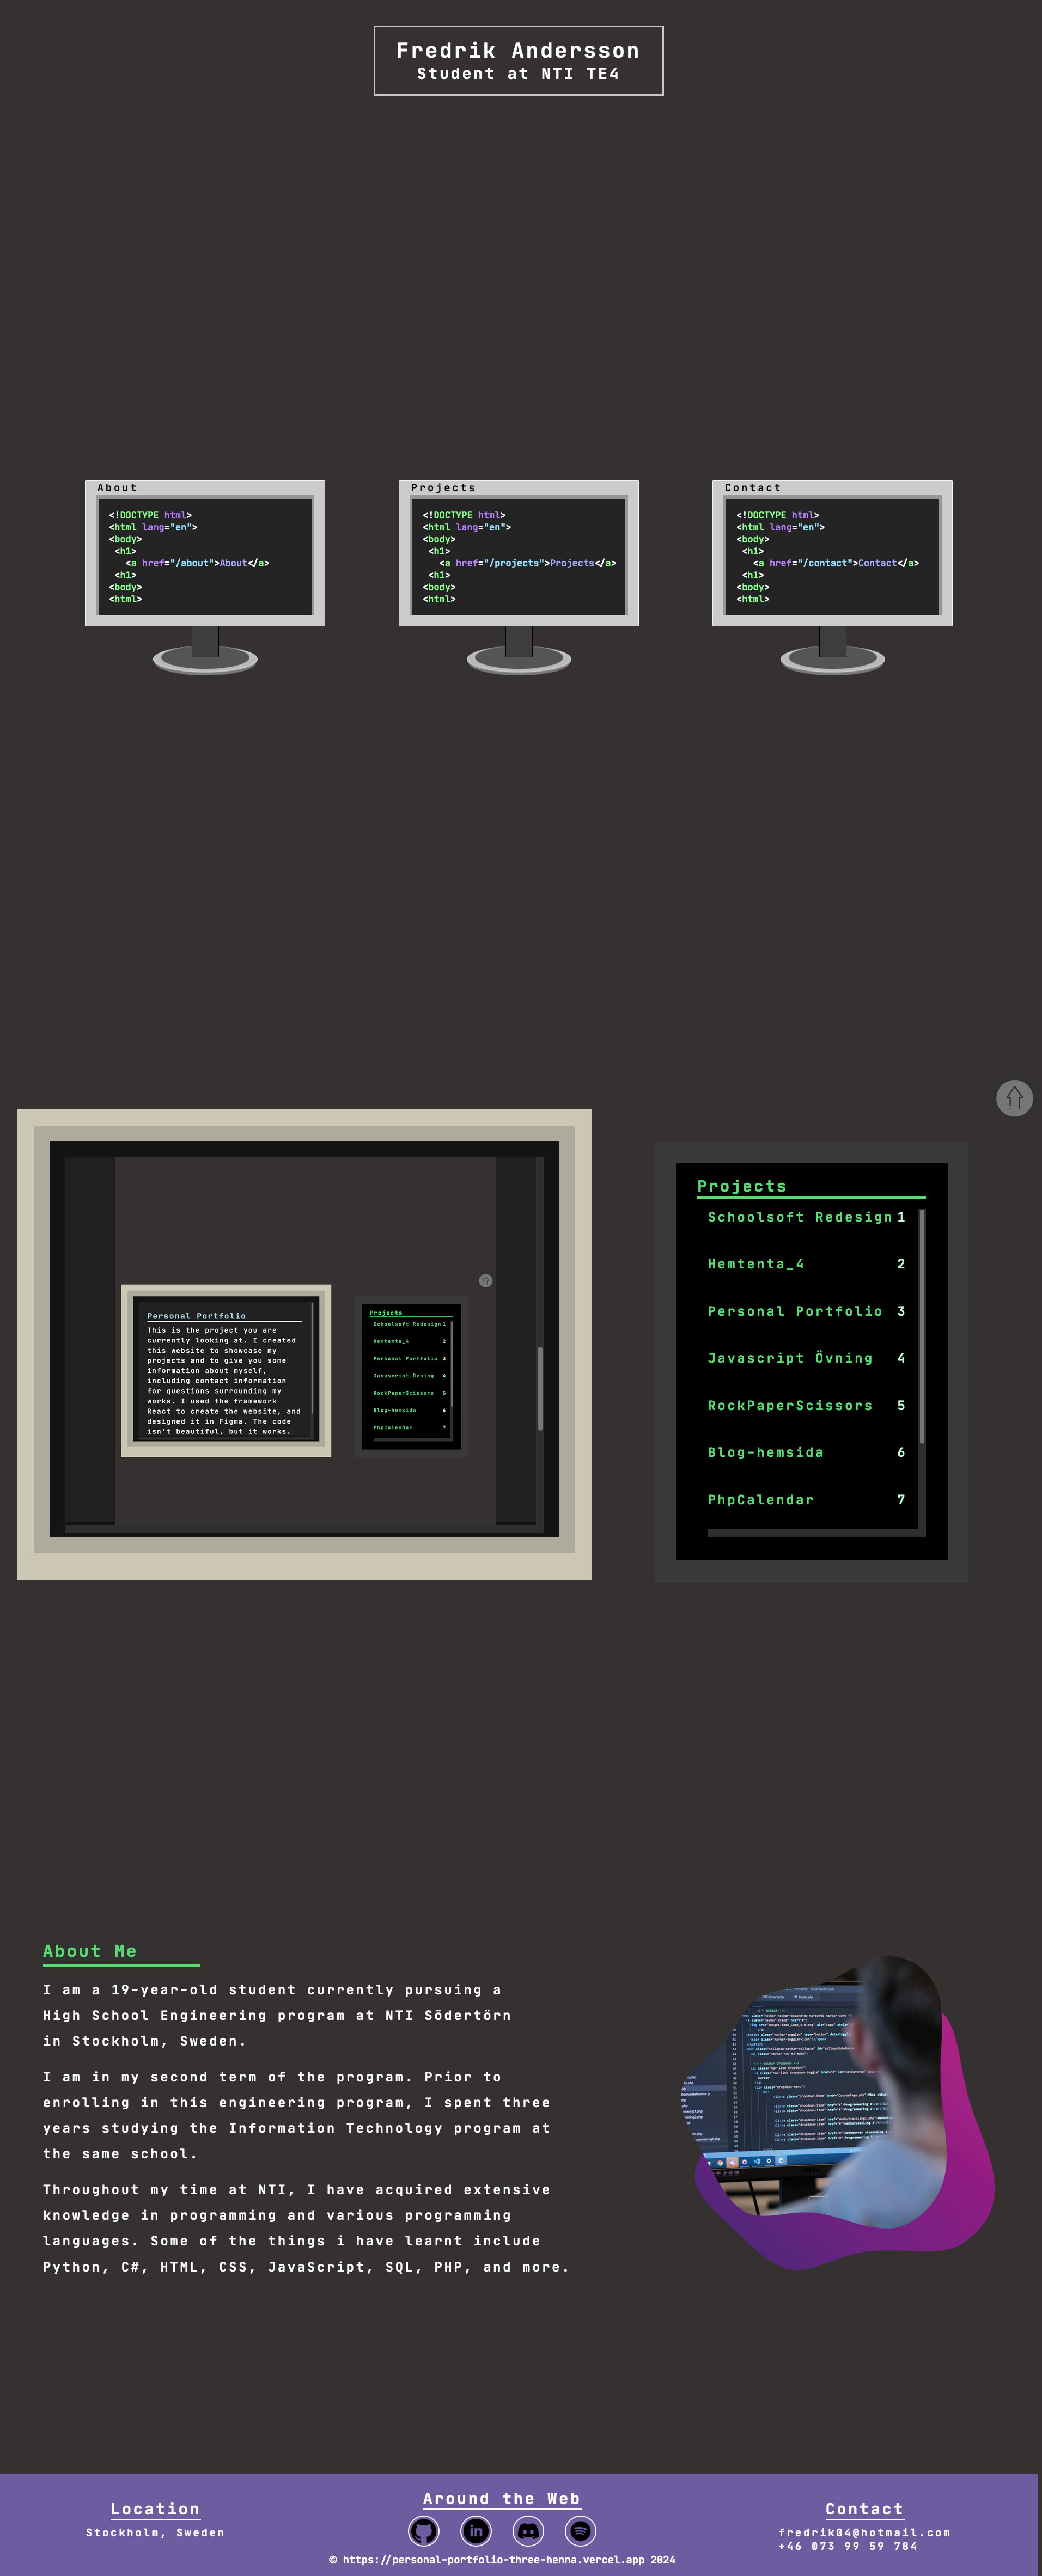 Fredrik Andersson
Student at NTI TE4
About
<!DOCTYPE html>
<html lang="en">
<body>
<h1>
<a href="/about">About</a>
<h1>
<body>
<html>
Projects
<!DOCTYPE html>
<html lang="en">
<body>
<h1>
<a href="/projects">Projects</a>
<h1>
<body>
<html>
Contact
<!DOCTYPE html>
<html lang="en">
<body>
<h1>
<a href="/contact">Contact</a>
<h1>
<body>
<html>
Personal Portfolio
This is the project you are
currently looking at. I created
this website to showcase my
projects and to give you some
information about myself,
including contact information
for questions surrounding my
works. I used the framework
React to create the website, and
designed it in Figma. The code
isn't beautiful, but it works.
Projects
Schoolsoft Redesign 1
Hemtenta_4 2
Personal Portfolio 3
Javascript Övning 4
RockPaperScissors 5
Blog-hemsida 6
PhpCalendar 7
Projects
Schoolsoft Redesign 1
Hemtenta_4 2
Personal Portfolio 3
Javascript Övning 4
RockPaperScissors 5
Blog-hemsida 6
PhpCalendar 7
About Me
I am a 19-year-old student currently pursuing a
High School Engineering program at NTI Södertörn
in Stockholm, Sweden.
I am in my second term of the program. Prior to
enrolling in this engineering program, I spent three
years studying the Information Technology program at
the same school.
Throughout my time at NTI, I have acquired extensive
knowledge in programming and various programming
languages. Some of the things i have learnt include
Python, C#, HTML, CSS, JavaScript, SQL, PHP, and more.
Location
Stockholm, Sweden
Around the Web
in
© https://personal-portfolio-three-henna.vercel.app 2024
Contact
fredrik04@hotmail.com
+46 073 99 59 784